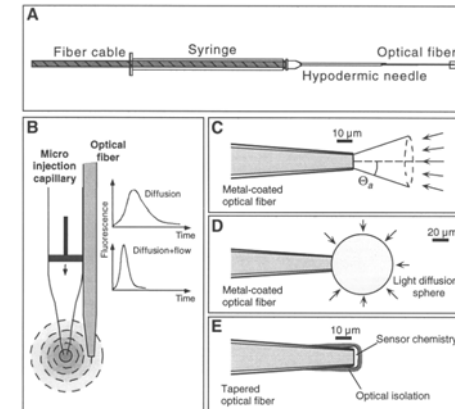 A
Fiber cable
Syringe
Optical fiber
Hypodermic needle
B
Micro
injection
capillary
Optical
fiber
Fluorescence
Diffusion
Time
Diffusion+flow
Time
C
10 µm
Θa
Metal-coated
optical fiber
D
20 µm
Light diffusion
sphere
Metal-coated
optical fiber
E
10 µm
Sensor chemistry
Optical isolation
Tapered
optical fiber